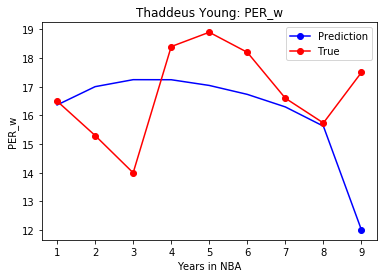 Thaddeus Young: PER_w
Prediction
True
19
18
17
16
15
14
13
12
PER_w
1 2 3 4 5 6 7 8 9
Years in NBA